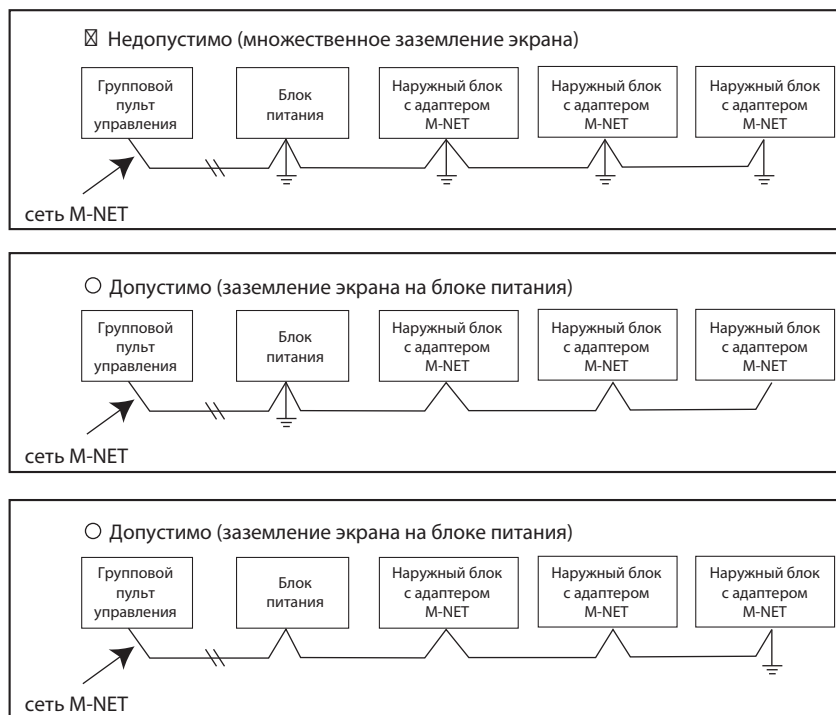 ☒ Недопустимо (множественное заземление экрана)
Групповой
пульт
управления
Блок
питания
Наружный блок
с адаптером
M-NET
Наружный блок
с адаптером
M-NET
Наружный блок
с адаптером
M-NET
сеть M-NET
○ Допустимо (заземление экрана на блоке питания)
Групповой
пульт
управления
Блок
питания
Наружный блок
с адаптером
M-NET
Наружный блок
с адаптером
M-NET
Наружный блок
с адаптером
M-NET
сеть M-NET
○ Допустимо (заземление экрана на блоке питания)
Групповой
пульт
управления
Блок
питания
Наружный блок
с адаптером
M-NET
Наружный блок
с адаптером
M-NET
Наружный блок
с адаптером
M-NET
сеть M-NET